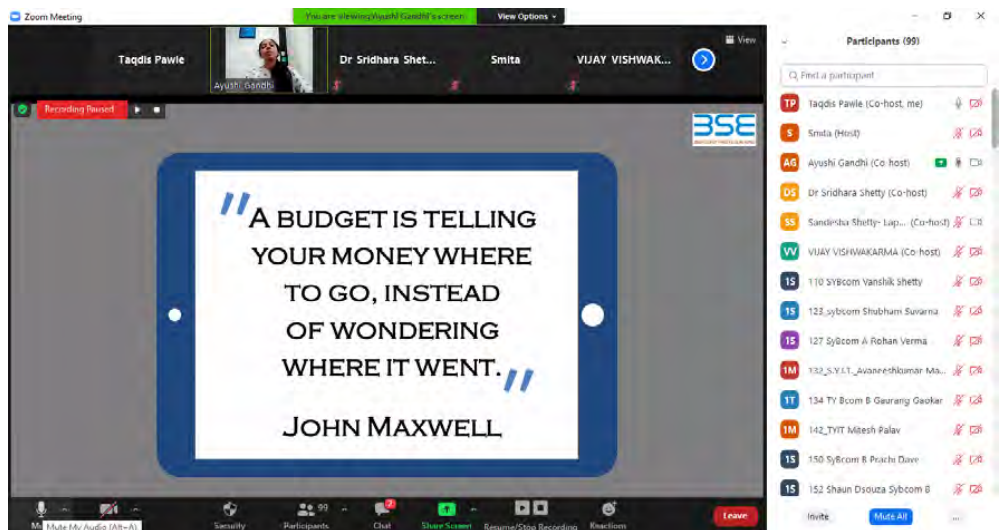 Zoom Meeting
You are viewing Ayushi Gandhi's screen
View Options
View
Taqdis Pawle
Ayushi Gandhi
Dr Sridhara Shet...
Smita
VIJAY VISHWAK...
Recording Paused
BSE
"A BUDGET IS TELLING
YOUR MONEY WHERE
TO GO, INSTEAD
OF WONDERING
WHERE IT WENT."
JOHN MAXWELL
Mute My Audio (Alt+A)
Security
99
Participants
2
Chat
Share Screen
Resume/Stop Recording
Reactions
Leave
Participants (99)
Find a participant
TP Taqdis Pawle (Co-host, me)
S Smita (Host)
AG Ayushi Gandhi (Co-host)
DS Dr Sridhara Shetty (Co-host)
SS Sandesha Shetty- Lap... (Co-host)
VV VIJAY VISHWAKARMA (Co-host)
1S 110 SYBcom Vanshik Shetty
1S 123_sybcom Shubham Suvarna
1S 127 SyBcom A Rohan Verma
1M 132_S.Y.I.T._Avaneeshkumar Ma...
1T 134 TY Bcom B Gaurang Gaokar
1M 142_TYIT Mitesh Palav
1S 150 SyBcom B Prachi Dave
1S 152 Shaun Dsouza Sybcom B
Invite
Mute All
...